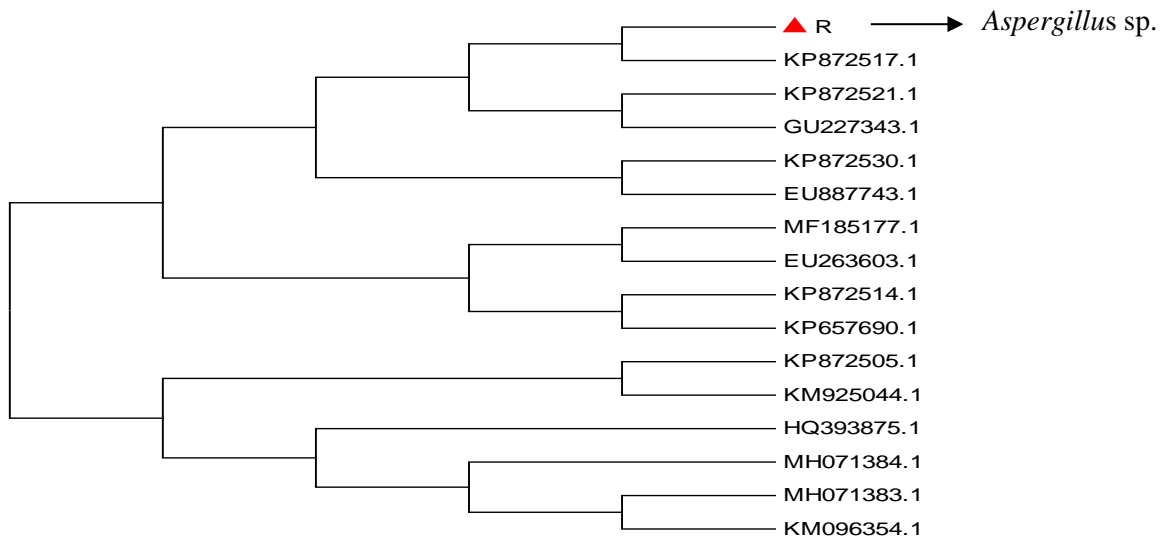 R Aspergillus sp.
KP872517.1
KP872521.1
GU227343.1
KP872530.1
EU887743.1
MF185177.1
EU263603.1
KP872514.1
KP657690.1
KP872505.1
KM925044.1
HQ393875.1
MH071384.1
MH071383.1
KM096354.1